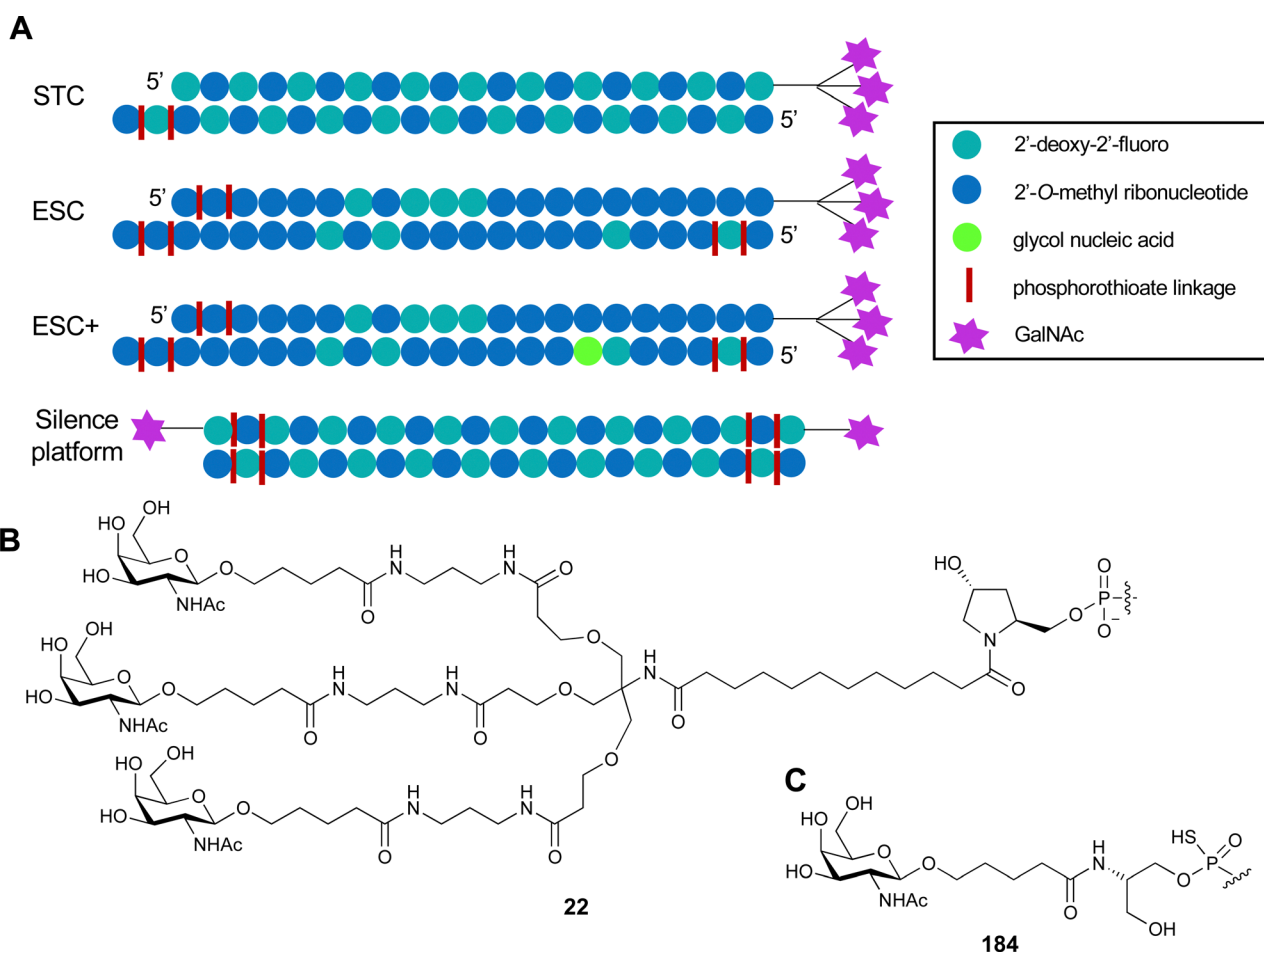 A
STC
5’
5’
ESC
5’
5’
ESC+
5’
5’
Silence
platform
2’-deoxy-2’-fluoro
2’-O-methyl ribonucleotide
glycol nucleic acid
phosphorothioate linkage
GalNAc
B
OH
HO
HO
O
O
NHAc
O
H
N
H
N
O
O
OH
HO
HO
O
O
NHAc
O
H
N
H
N
O
O
OH
HO
HO
O
O
NHAc
O
H
N
H
N
O
O
H
N
O
HO
N
O
O
O
P
O
−
22
C
OH
HO
HO
O
O
NHAc
O
H
N
OH
O
HS
P
O
184